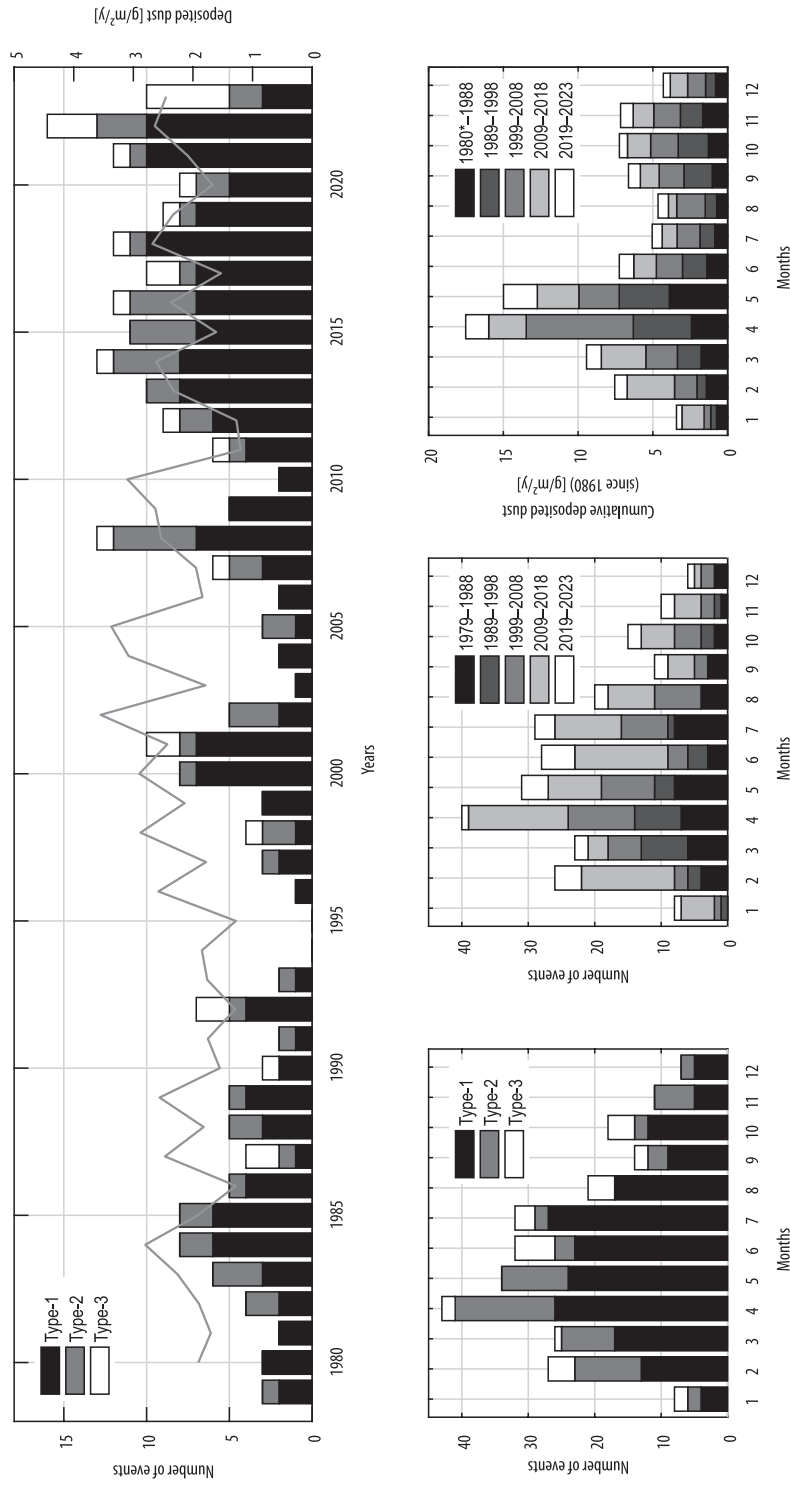 Deposited dust [g/m²/y]
5
4
3
2
1
0
Number of events
15
10
5
0
Type-1
Type-2
Type-3
1980
1985
1990
1995
2000
2005
2010
2015
2020
Years
Number of events
40
30
20
10
0
Type-1
Type-2
Type-3
1 2 3 4 5 6 7 8 9 10 11 12
Months
Number of events
40
30
20
10
0
1979–1988
1989–1998
1999–2008
2009–2018
2019–2023
1 2 3 4 5 6 7 8 9 10 11 12
Months
Cumulative deposited dust
(since 1980) [g/m²/y]
20
15
10
5
0
1980*–1988
1989–1998
1999–2008
2009–2018
2019–2023
1 2 3 4 5 6 7 8 9 10 11 12
Months